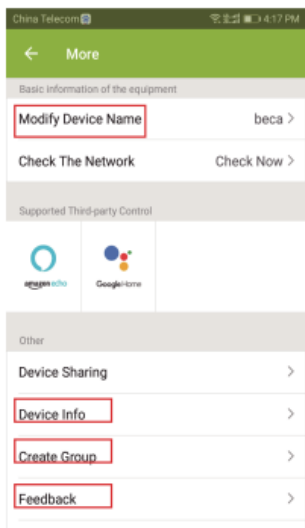 China Telecom 4:17 PM
More
Basic information of the equipment
Modify Device Name beca >
Check The Network Check Now >
Supported Third-party Control
amazon echo Google Home
Other
Device Sharing >
Device Info >
Create Group >
Feedback >